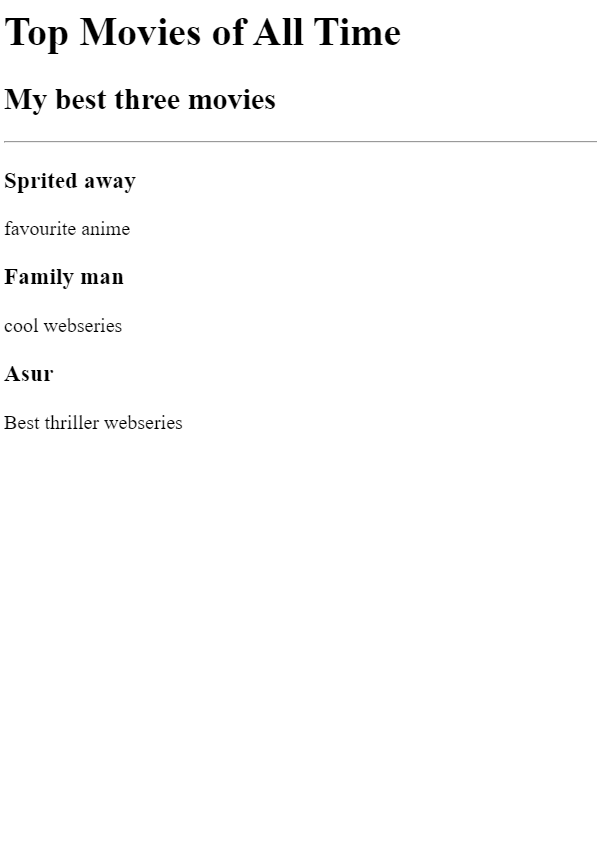 Top Movies of All Time
My best three movies
Sprited away
favourite anime
Family man
cool webseries
Asur
Best thriller webseries